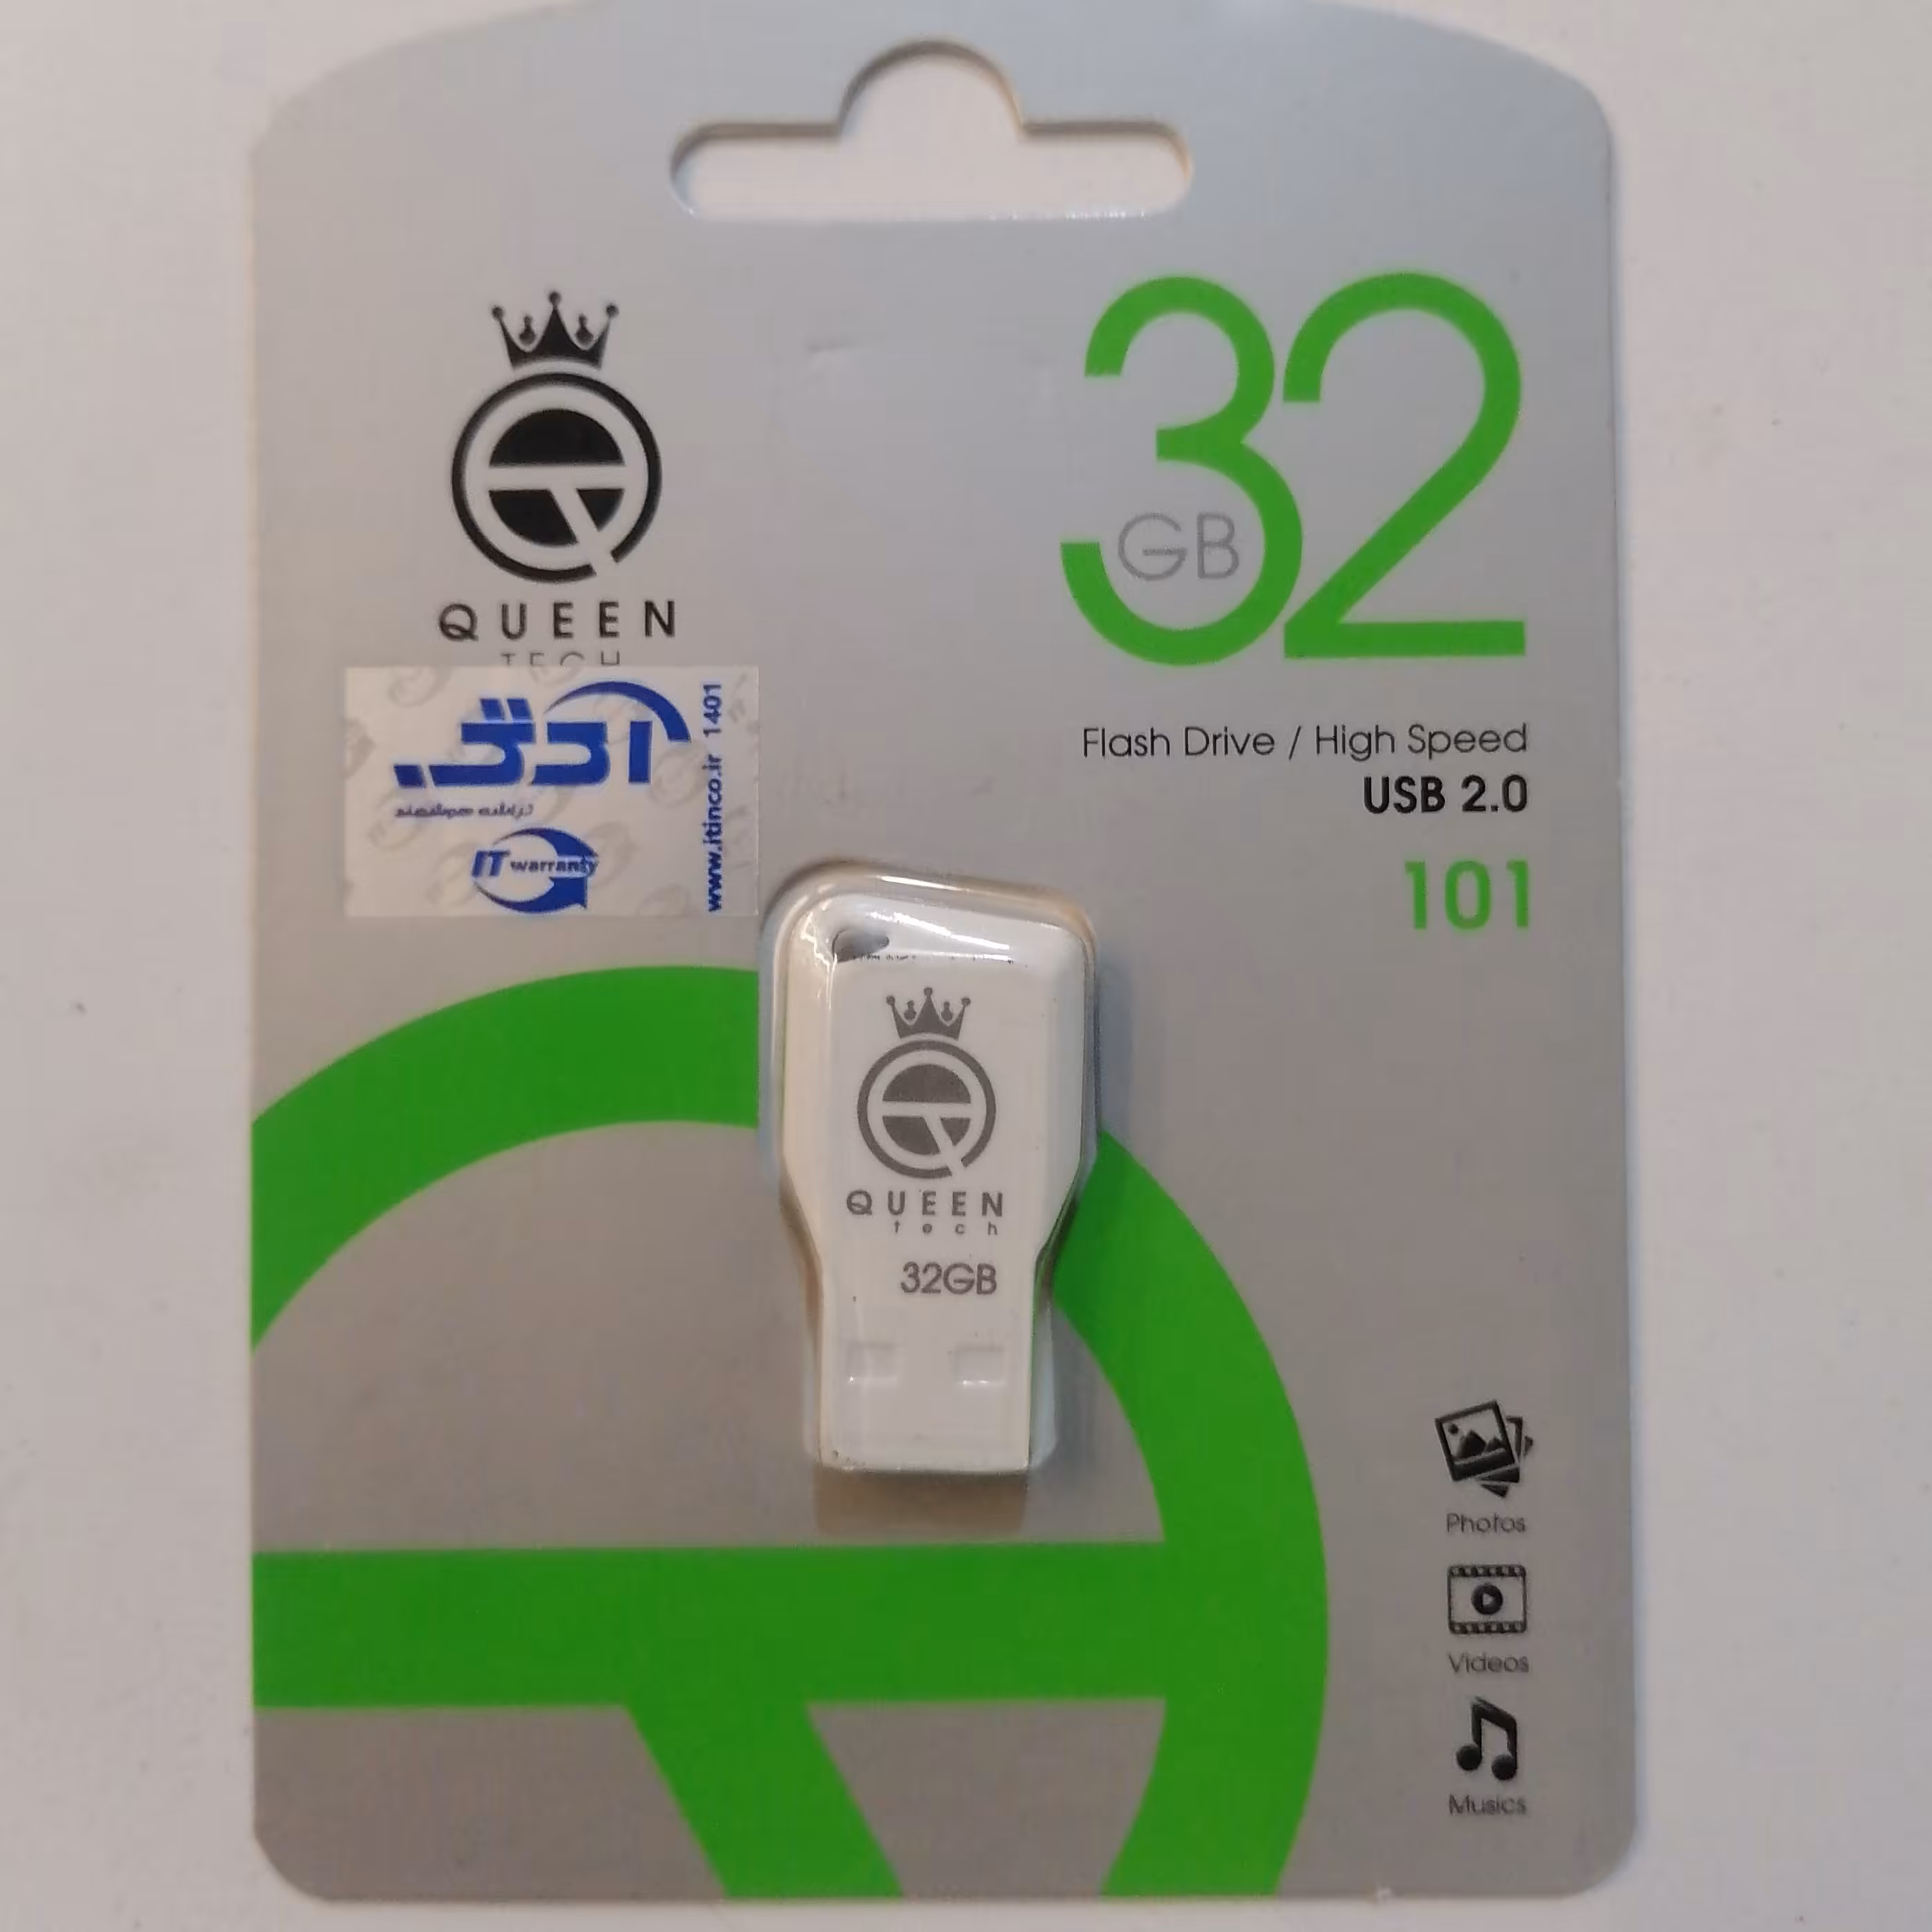 QUEEN
TECH
32
GB
Flash Drive / High Speed
USB 2.0
101
www.itinco.ir 1401
IT warranty
QUEEN
tech
32GB
Photos
Videos
Musics